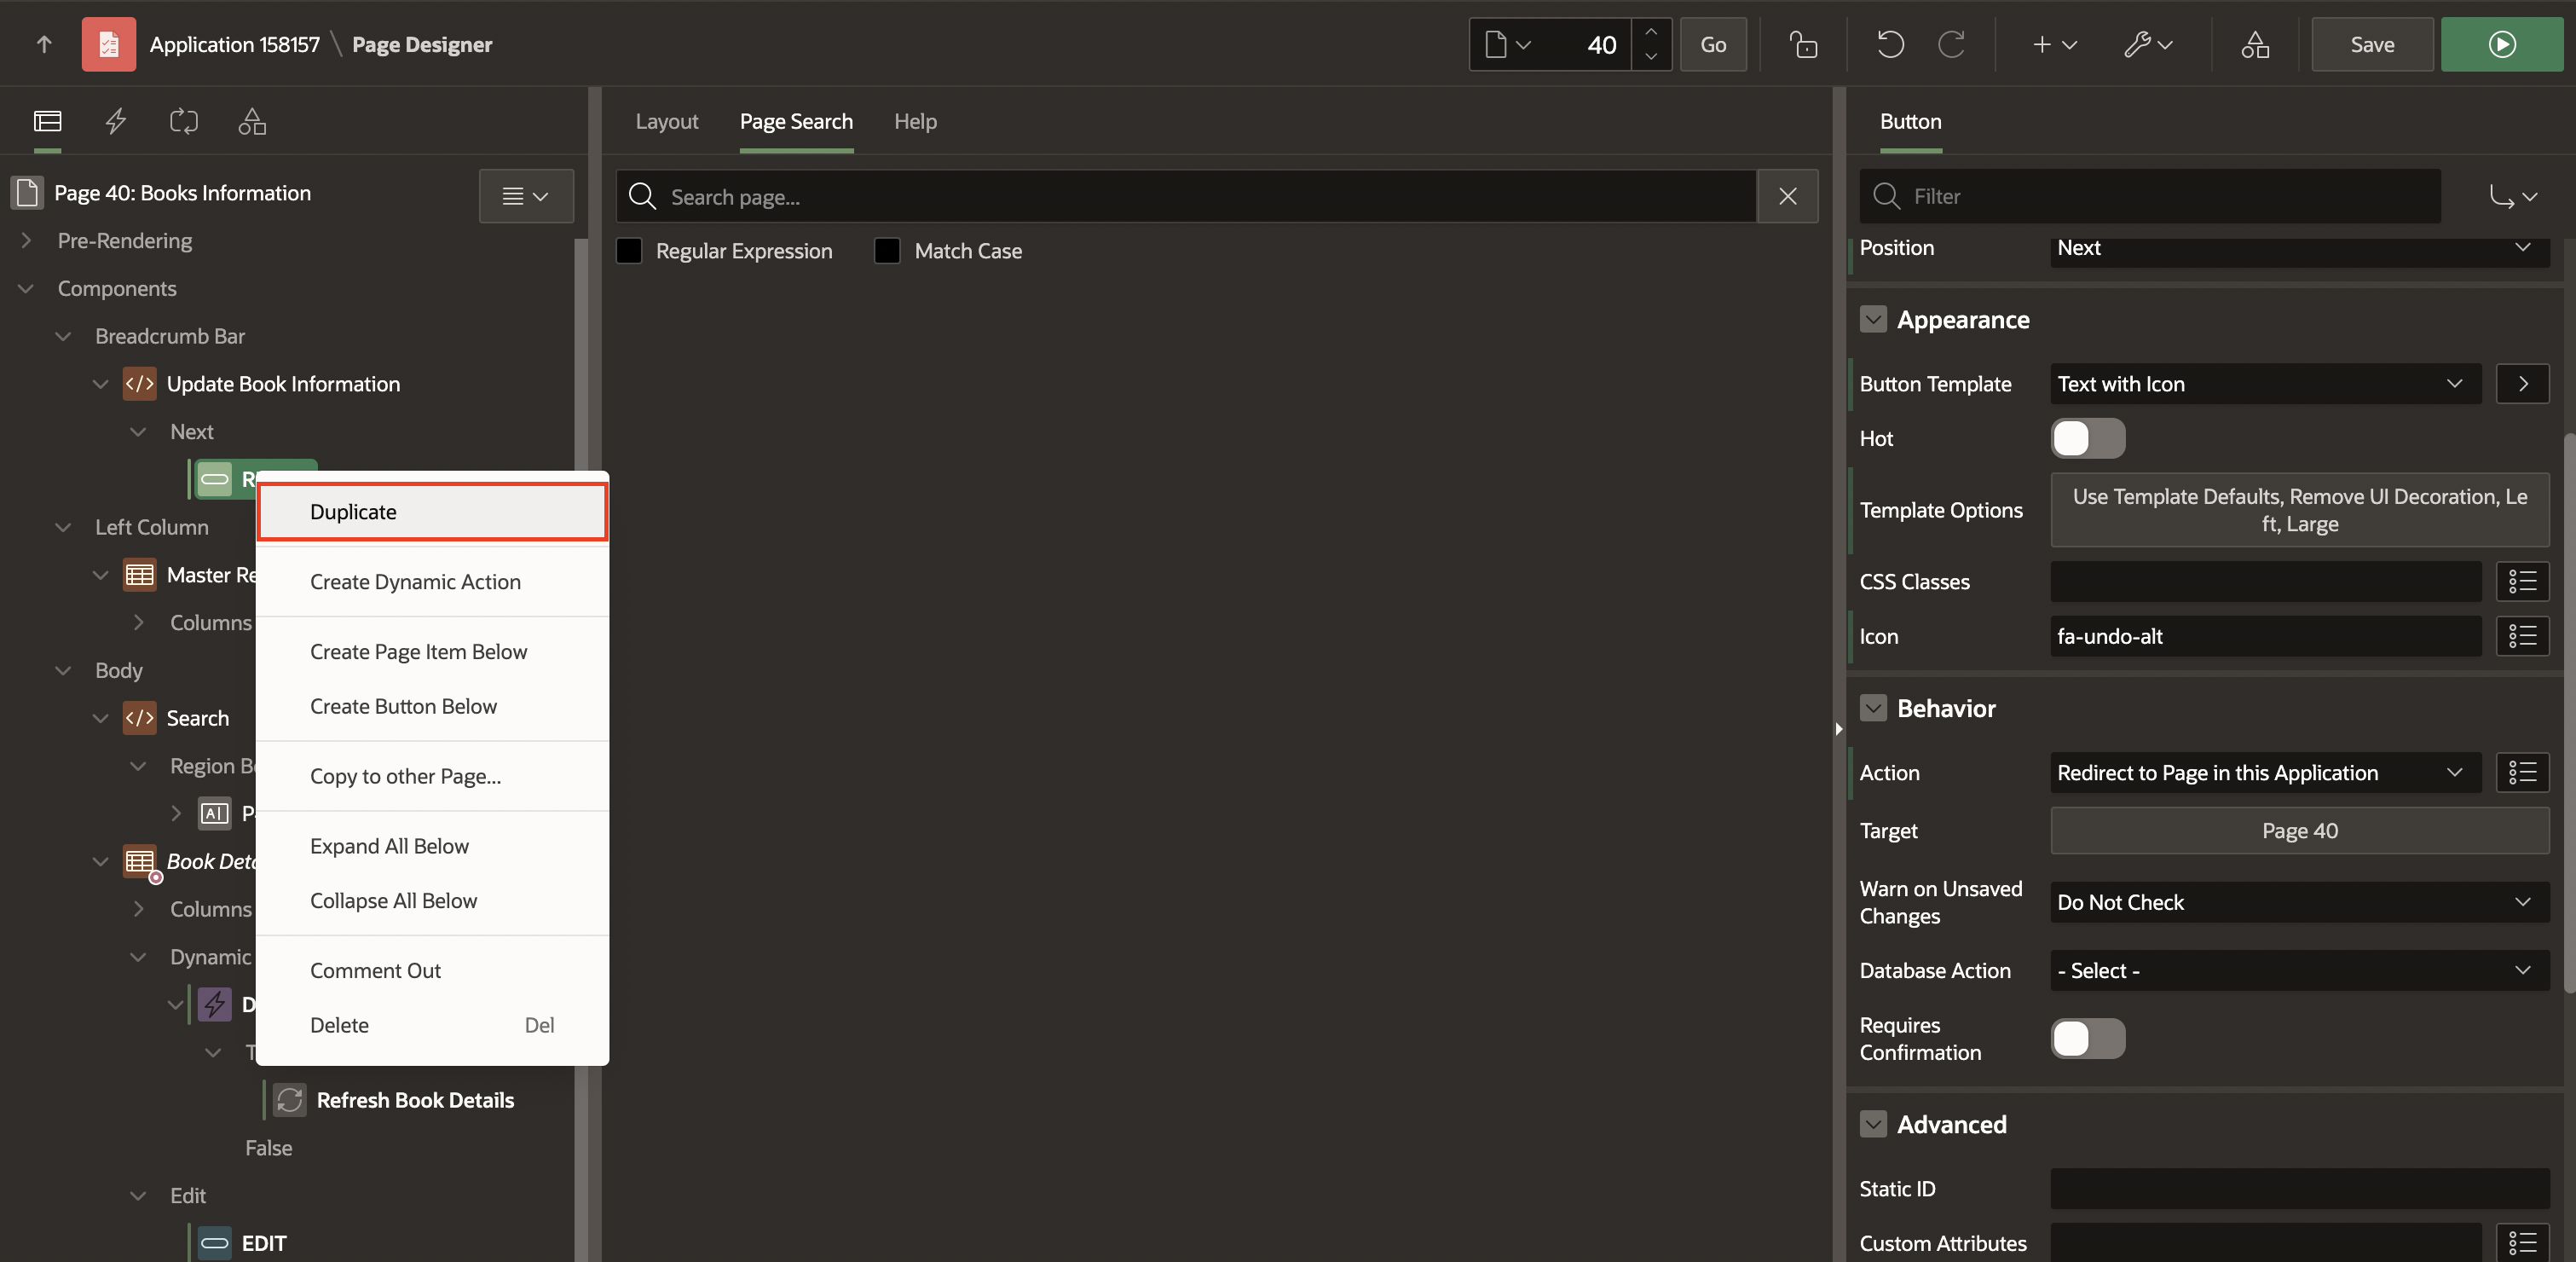 Application 158157 \ Page Designer
40
Go
Save
Layout
Page Search
Help
Button
Page 40: Books Information
Pre-Rendering
Components
Breadcrumb Bar
Update Book Information
Next
Left Column
Columns
Body
Search
Columns
Dynamic
Refresh Book Details
False
Edit
EDIT
Duplicate
Create Dynamic Action
Create Page Item Below
Create Button Below
Copy to other Page...
Expand All Below
Collapse All Below
Comment Out
Delete Del
Search page...
Regular Expression
Match Case
Filter
Position Next
Appearance
Button Template Text with Icon
Hot
Template Options
Use Template Defaults, Remove UI Decoration, Le
ft, Large
CSS Classes
Icon fa-undo-alt
Behavior
Action Redirect to Page in this Application
Target Page 40
Warn on Unsaved
Changes
Do Not Check
Database Action - Select -
Requires
Confirmation
Advanced
Static ID
Custom Attributes